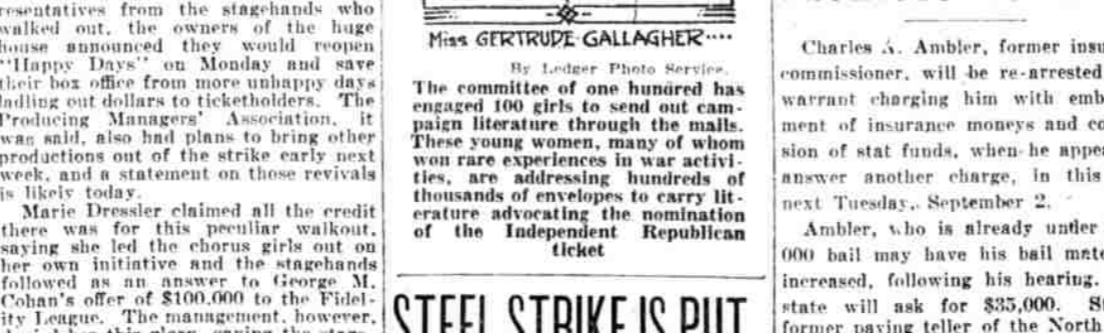 resentatives from the stagehands who
walked out, the owners of the huge
house announced they would reopen
"Happy Days" on Monday and save
their box office from more unhappy days
ladling out dollars to ticketholders. The
Producing Managers' Association, it
was said, also had plans to bring other
productions out of the strike early next
week, and a statement on those revivals
is likely today.
Marie Dressler claimed all the credit
there was for this peculiar walkout,
saying she led the chorus girls out on
her own initiative and the stagehands
followed as an answer to George M.
Cohan's offer of $100,000 to the Fidel-
ity League. The management, however,
Miss GERTRUDE GALLAGHER....
By Ledger Photo Service.
The committee of one hundred has
engaged 100 girls to send out cam-
paign literature through the mails.
These young women, many of whom
won rare experiences in war activi-
ties, are addressing hundreds of
thousands of envelopes to carry lit-
erature advocating the nomination
of the Independent Republican
ticket
STEEL STRIKE IS PUT
Charles A. Ambler, former insu
commissioner, will be re-arrested
warrant charging him with emb
ment of insurance moneys and co
sion of stat funds, when he appea
answer another charge, in this
next Tuesday, September 2.
Ambler, who is already under
000 bail may have his bail mate
increased, following his hearing.
state will ask for $35,000. S
former paying teller of the North